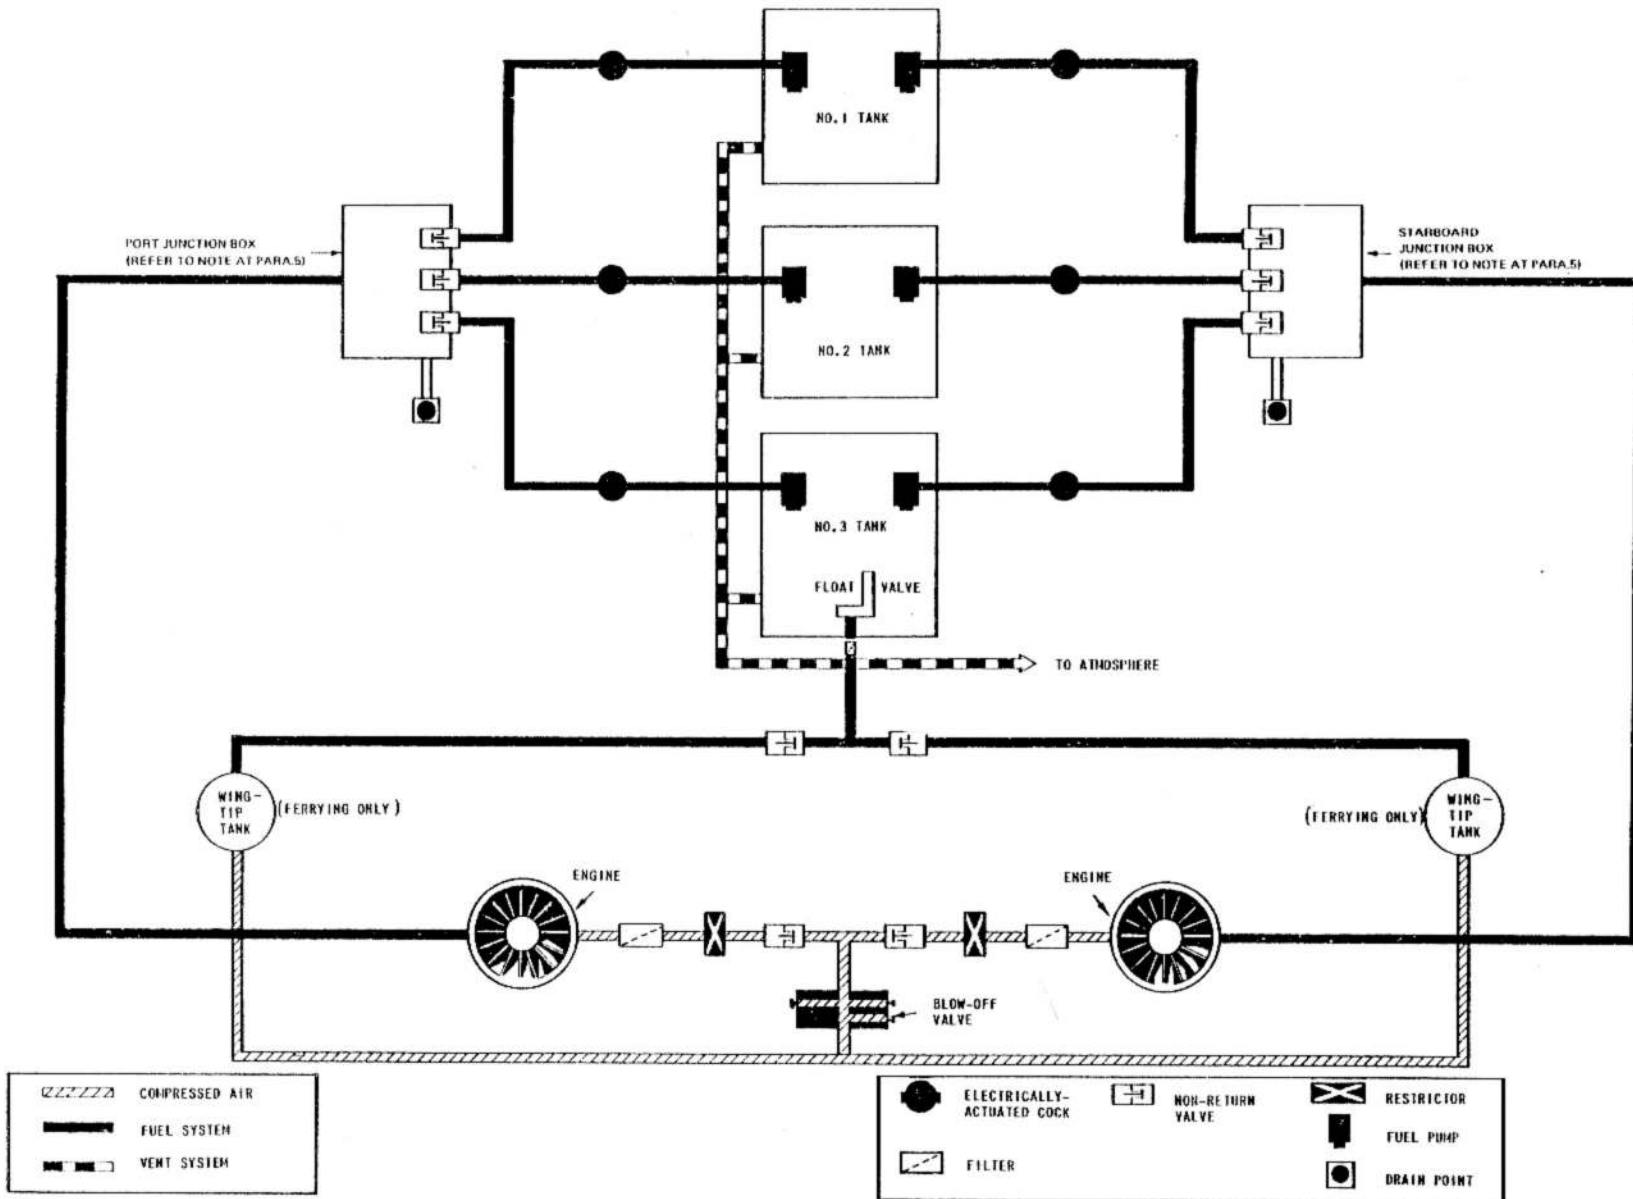 NO.1 TANK
PORT JUNCTION BOX
(REFER TO NOTE AT PARA.5)
STARBOARD
JUNCTION BOX
(REFER TO NOTE AT PARA.5)
NO.2 TANK
NO.3 TANK
FLOAT VALVE
TO ATMOSPHERE
WING-
TIP
TANK
(FERRYING ONLY)
(FERRYING ONLY)
WING-
TIP
TANK
ENGINE
ENGINE
BLOW-OFF
VALVE
COMPRESSED AIR
FUEL SYSTEM
VENT SYSTEM
ELECTRICALLY-
ACTUATED COCK
NON-RETURN
VALVE
RESTRICTOR
FUEL PUMP
FILTER
DRAIN POINT